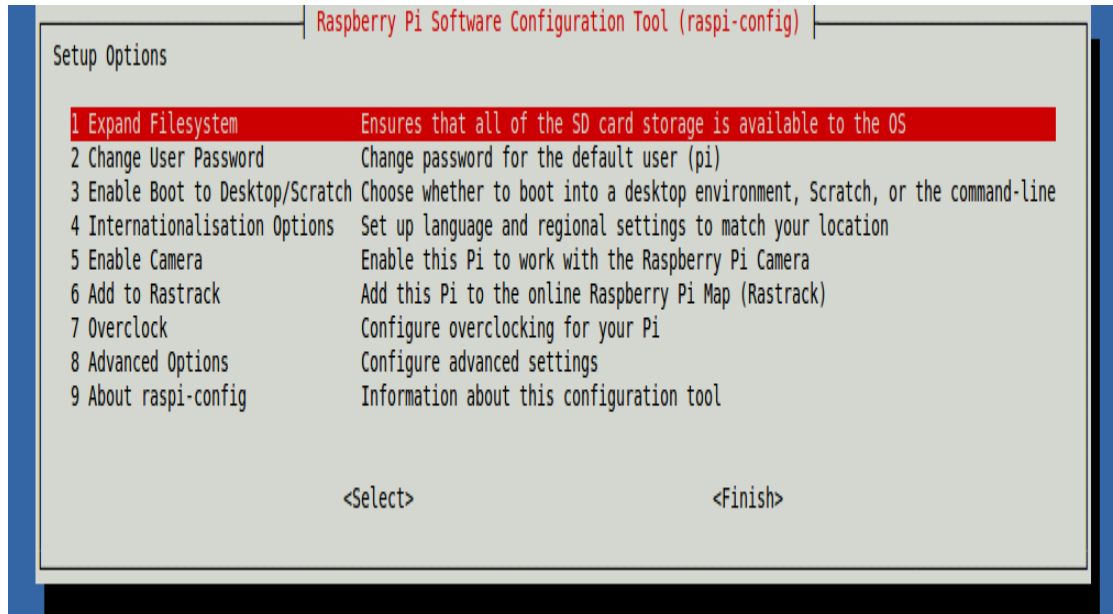 Raspberry Pi Software Configuration Tool (raspi-config)
Setup Options
1 Expand Filesystem Ensures that all of the SD card storage is available to the OS
2 Change User Password Change password for the default user (pi)
3 Enable Boot to Desktop/Scratch Choose whether to boot into a desktop environment, Scratch, or the command-line
4 Internationalisation Options Set up language and regional settings to match your location
5 Enable Camera Enable this Pi to work with the Raspberry Pi Camera
6 Add to Rastrack Add this Pi to the online Raspberry Pi Map (Rastrack)
7 Overclock Configure overclocking for your Pi
8 Advanced Options Configure advanced settings
9 About raspi-config Information about this configuration tool
<Select> <Finish>